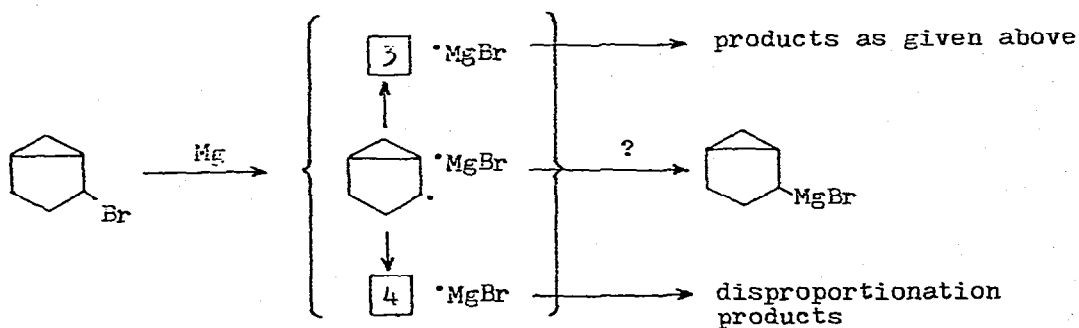 3 ·MgBr products as given above
Mg ·MgBr ?
Br MgBr
4 ·MgBr disproportionation
products